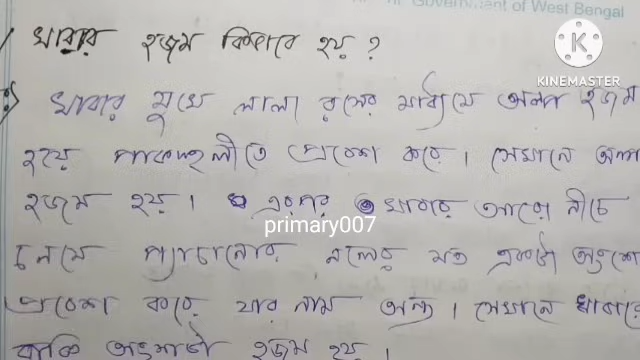 Government of West Bengal
K
KINEMASTER
খাবার হজম কিভাবে হয়?
খাবার মুখে লালা রসের মাধ্যমে অল্প হজম
হয়ে পাকস্থলীতে প্রবেশ করে। সেখানে অল্প
হজম হয়। এরপর খাবার আরো নীচে
primary007
নেমে প্যাচানোর নলের মত একটা অংশে
প্রবেশ করে যার নাম অন্ত্র। সেখানে খাবারের
বাকি অংশটা হজম হয়।